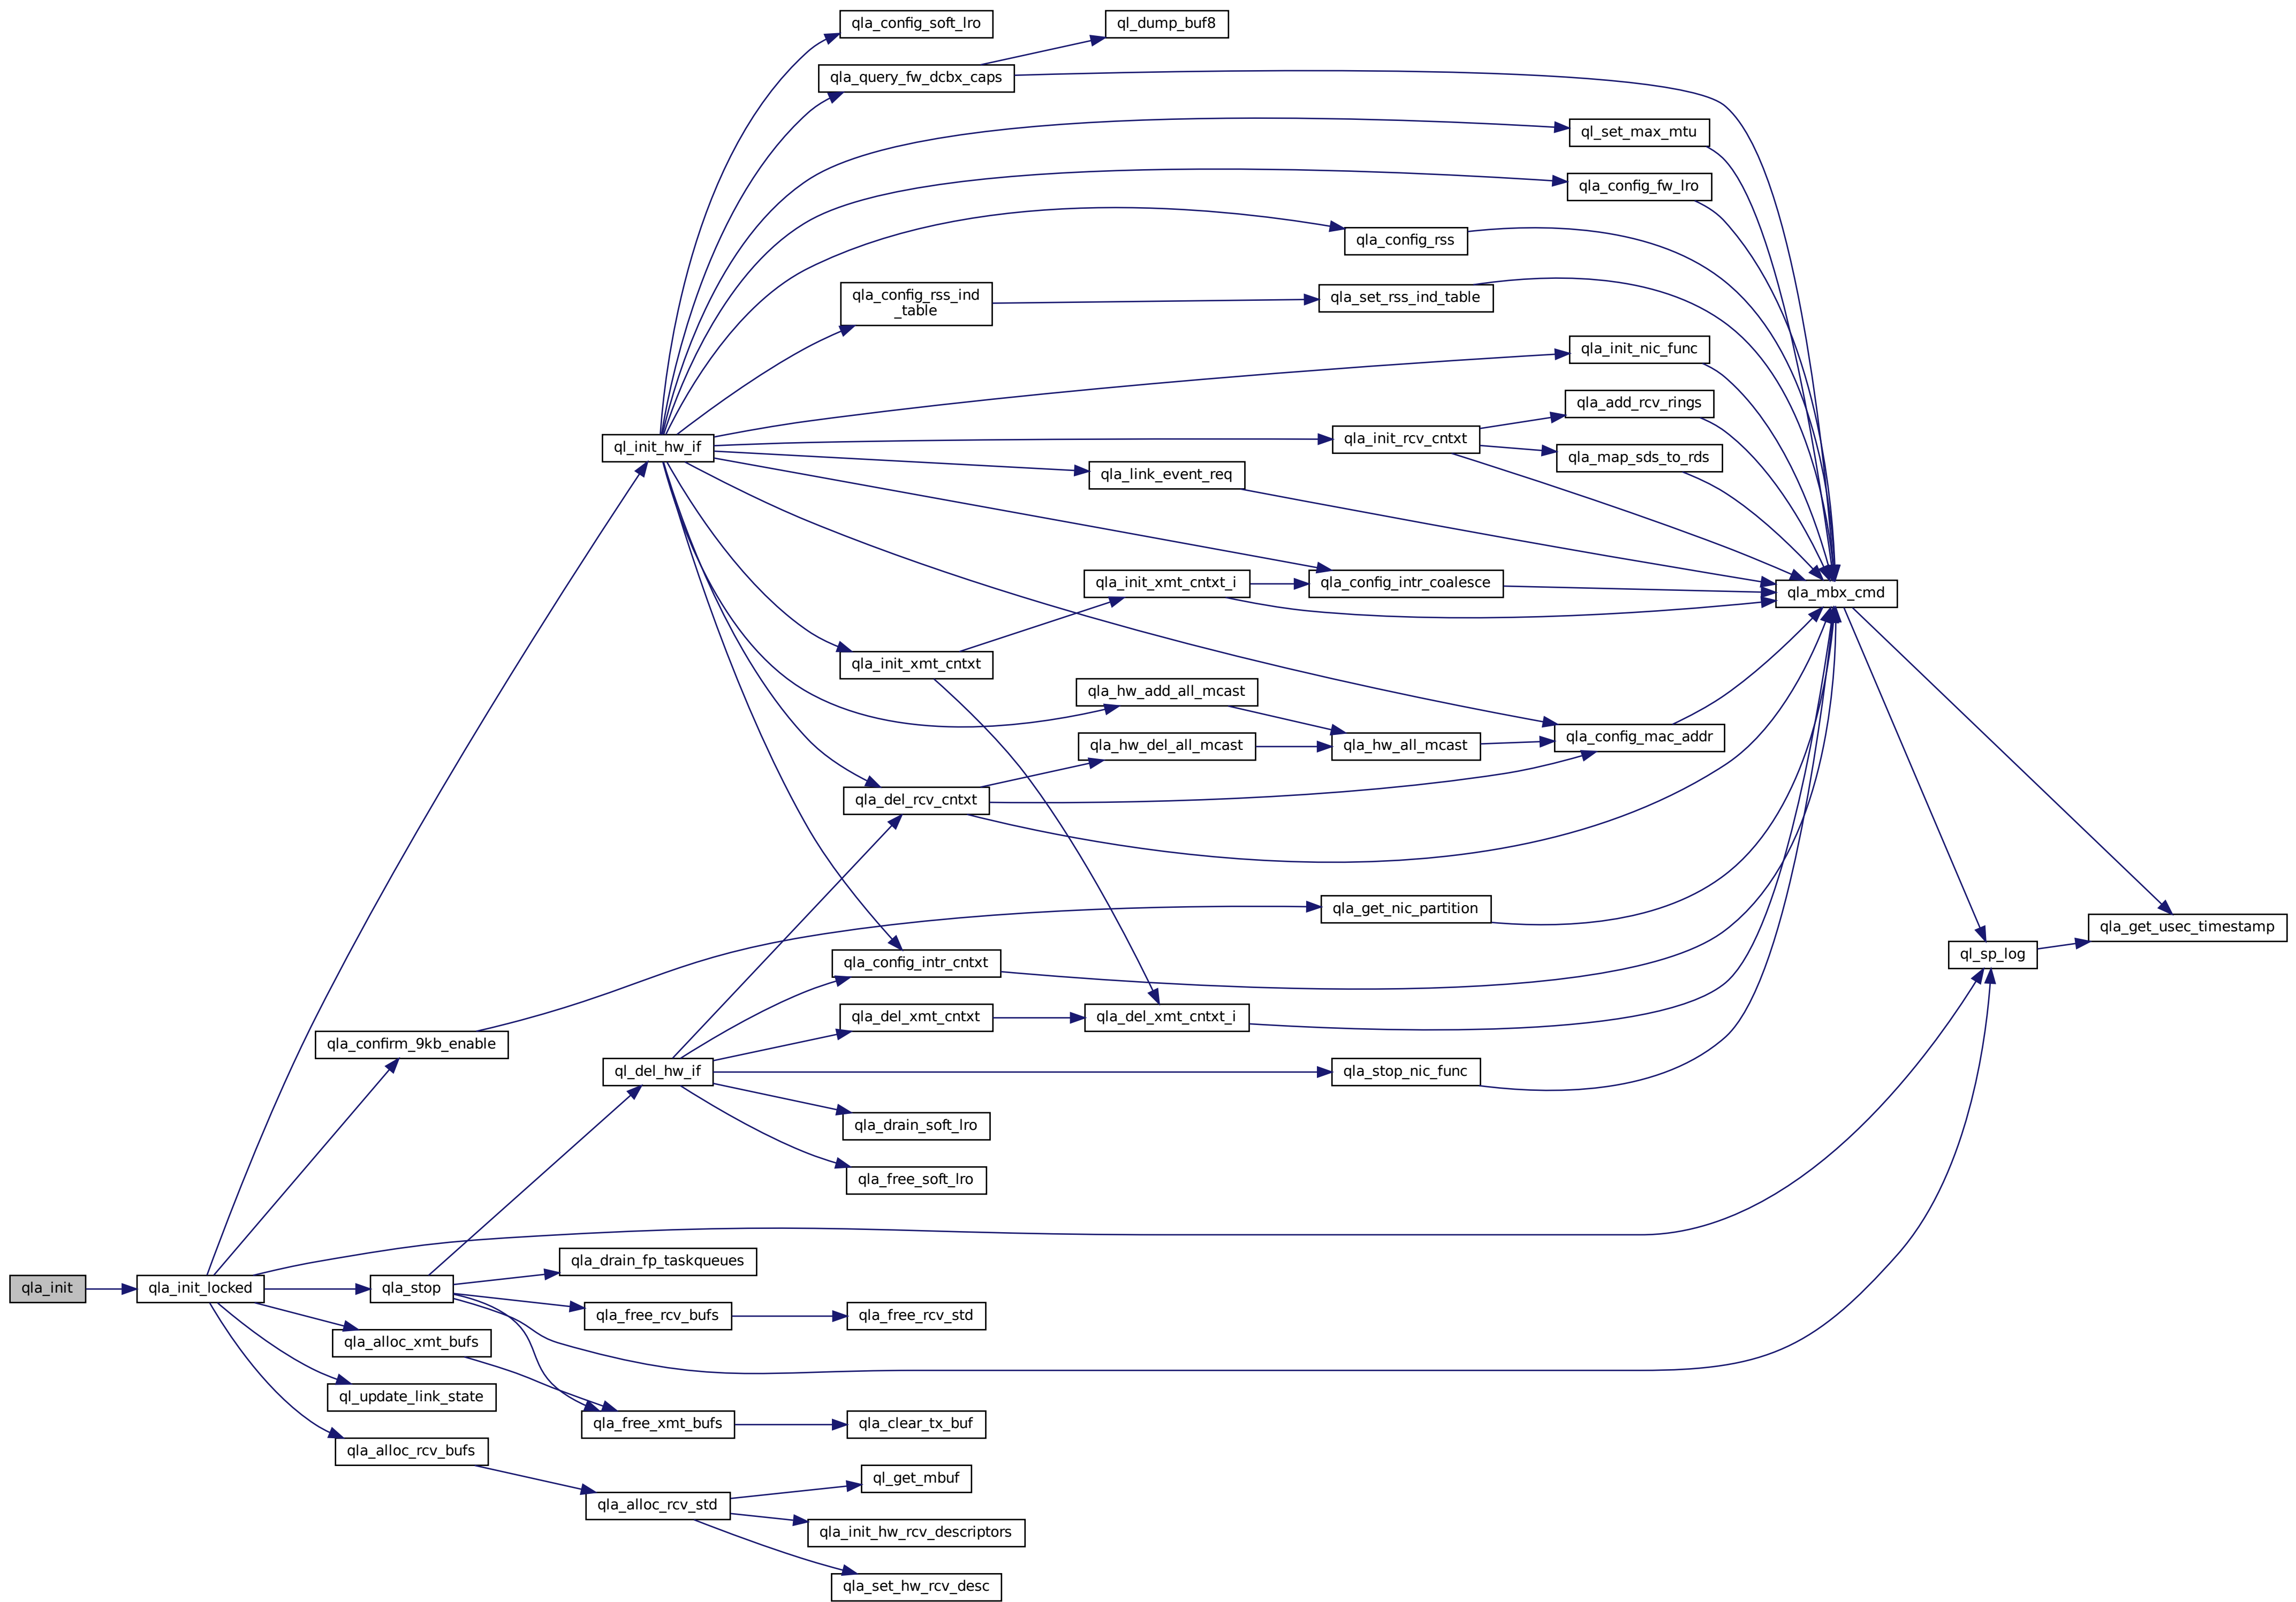 qla_config_soft_lro
ql_dump_buf8
qla_query_fw_dcbx_caps
ql_set_max_mtu
qla_config_fw_lro
qla_config_rss
qla_config_rss_ind
_table
qla_set_rss_ind_table
qla_init_nic_func
qla_add_rcv_rings
ql_init_hw_if
qla_init_rcv_cntxt
qla_map_sds_to_rds
qla_link_event_req
qla_init_xmt_cntxt_i
qla_config_intr_coalesce
qla_mbx_cmd
qla_init_xmt_cntxt
qla_hw_add_all_mcast
qla_hw_del_all_mcast
qla_hw_all_mcast
qla_config_mac_addr
qla_del_rcv_cntxt
qla_get_nic_partition
qla_get_usec_timestamp
qla_config_intr_cntxt
ql_sp_log
qla_del_xmt_cntxt
qla_del_xmt_cntxt_i
qla_confirm_9kb_enable
ql_del_hw_if
qla_stop_nic_func
qla_drain_soft_lro
qla_free_soft_lro
qla_drain_fp_taskqueues
qla_init
qla_init_locked
qla_stop
qla_free_rcv_bufs
qla_free_rcv_std
qla_alloc_xmt_bufs
ql_update_link_state
qla_free_xmt_bufs
qla_clear_tx_buf
qla_alloc_rcv_bufs
ql_get_mbuf
qla_alloc_rcv_std
qla_init_hw_rcv_descriptors
qla_set_hw_rcv_desc